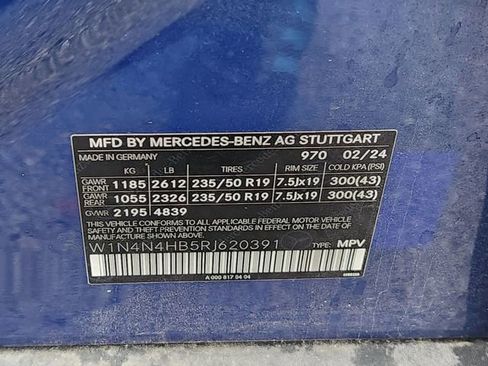 MFD BY MERCEDES-BENZ AG STUTTGART
MADE IN GERMANY 970 02/24
KG LB TIRES RIM SIZE COLD KPA (PSI)
GAWR FRONT 1185 2612 235/50 R19 7.5Jx19 300(43)
GAWR REAR 1055 2326 235/50 R19 7.5Jx19 300(43)
GVWR 2195 4839
THIS VEHICLE CONFORMS TO ALL APPLICABLE U.S. FEDERAL MOTOR
VEHICLE SAFETY AND THEFT PREVENTION STANDARDS IN
EFFECT ON THE DATE OF MANUFACTURE SHOWN ABOVE.
W1N4N4HB5RJ620391 TYPE: MPV
A 000 817 04 04